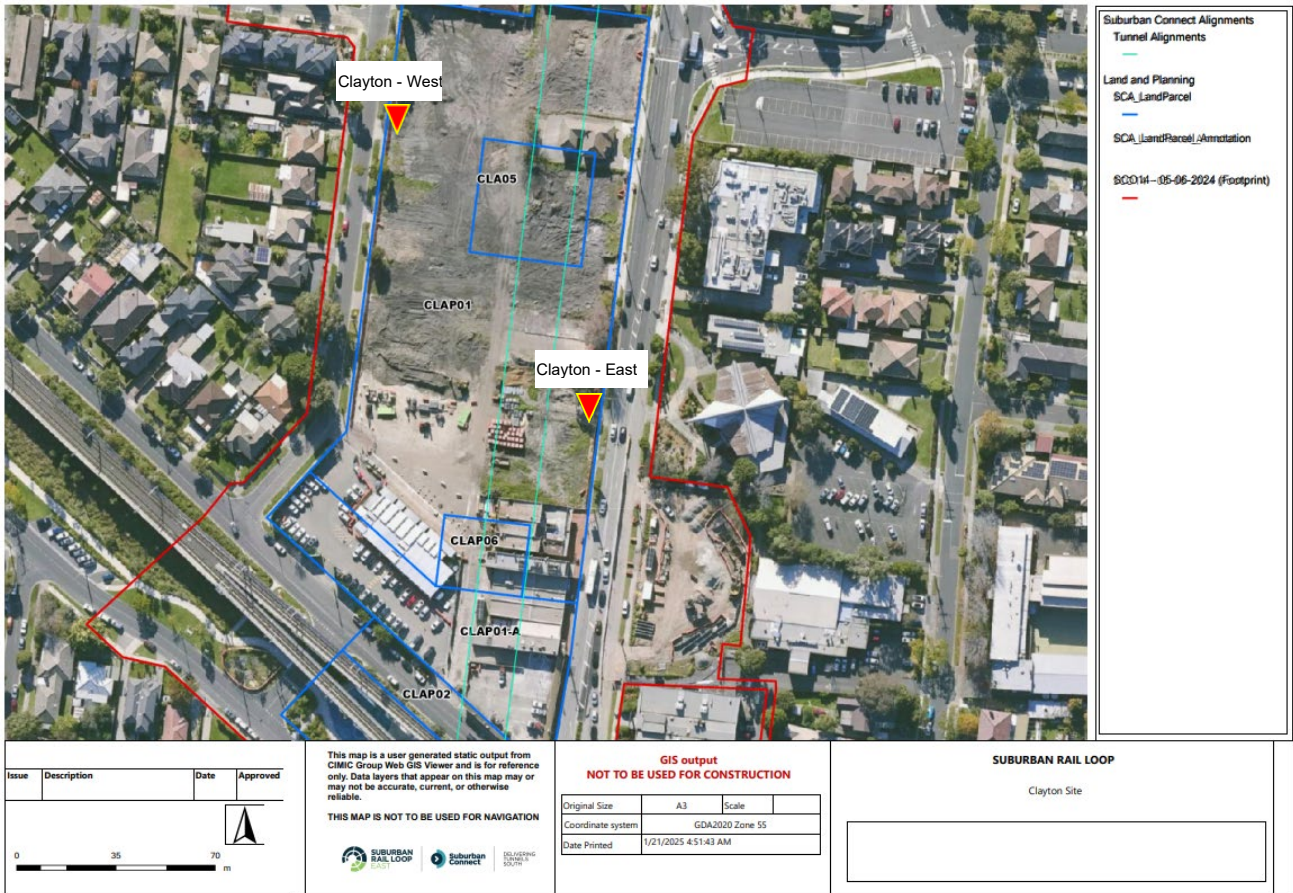 Clayton - West
CLA05
CLAP01
Clayton - East
CLAP06
CLAP01-A
CLAP02
Suburban Connect Alignments
Tunnel Alignments
Land and Planning
SCA_LandParcel
SCA_LandParcel_Annotation
05-06-2024 (Footprint)
Issue Description Date Approved
0 35 70
m
This map is a user generated static output from
CIMIC Group Web GIS Viewer and is for reference
only. Data layers that appear on this map may or
may not be accurate, current, or otherwise
reliable.
THIS MAP IS NOT TO BE USED FOR NAVIGATION
SUBURBAN
RAIL LOOP
EAST
Suburban
Connect
DELIVERING
TUNNELS
SOUTH
GIS output
NOT TO BE USED FOR CONSTRUCTION
Original Size A3 Scale
Coordinate system GDA2020 Zone 55
Date Printed 1/21/2025 4:51:43 AM
SUBURBAN RAIL LOOP
Clayton Site